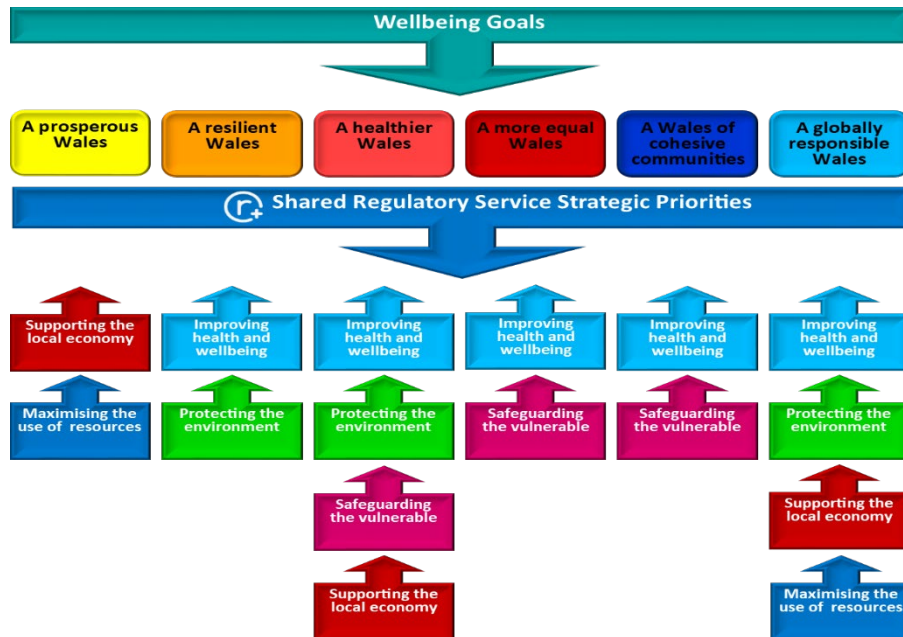 Wellbeing Goals
A prosperous
Wales
A resilient
Wales
A healthier
Wales
A more equal
Wales
A Wales of
cohesive
communities
A globally
responsible
Wales
r+ Shared Regulatory Service Strategic Priorities
Supporting the
local economy
Improving
health and
wellbeing
Improving
health and
wellbeing
Improving
health and
wellbeing
Improving
health and
wellbeing
Improving
health and
wellbeing
Maximising the
use of resources
Protecting the
environment
Protecting the
environment
Safeguarding
the vulnerable
Safeguarding
the vulnerable
Protecting the
environment
Safeguarding
the vulnerable
Supporting the
local economy
Supporting the
local economy
Maximising the
use of resources